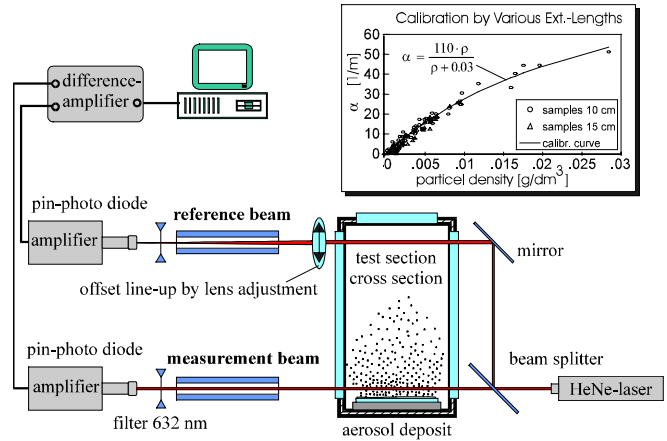 Calibration by Various Ext.-Lengths
α [1/m]
60
50
40
30
20
10
0
α = 110·ρ / ρ + 0.03
samples 10 cm
samples 15 cm
calibr. curve
0 .005 .01 .015 .02 .025 .03
particel density [g/dm³]
difference-
amplifier
pin-photo diode
amplifier
reference beam
offset line-up by lens adjustment
test section
cross section
mirror
pin-photo diode
amplifier
measurement beam
filter 632 nm
aerosol deposit
beam splitter
HeNe-laser